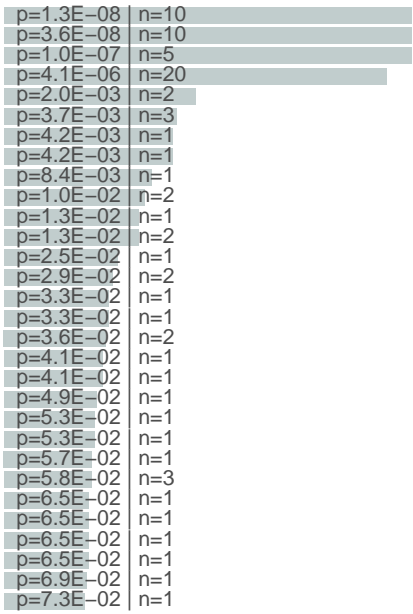 p=1.3E−08 | n=10
p=3.6E−08 | n=10
p=1.0E−07 | n=5
p=4.1E−06 | n=20
p=2.0E−03 | n=2
p=3.7E−03 | n=3
p=4.2E−03 | n=1
p=4.2E−03 | n=1
p=8.4E−03 | n=1
p=1.0E−02 | n=2
p=1.3E−02 | n=1
p=1.3E−02 | n=2
p=2.5E−02 | n=1
p=2.9E−02 | n=2
p=3.3E−02 | n=1
p=3.3E−02 | n=1
p=3.6E−02 | n=2
p=4.1E−02 | n=1
p=4.1E−02 | n=1
p=4.9E−02 | n=1
p=5.3E−02 | n=1
p=5.3E−02 | n=1
p=5.7E−02 | n=1
p=5.8E−02 | n=3
p=6.5E−02 | n=1
p=6.5E−02 | n=1
p=6.5E−02 | n=1
p=6.5E−02 | n=1
p=6.9E−02 | n=1
p=7.3E−02 | n=1